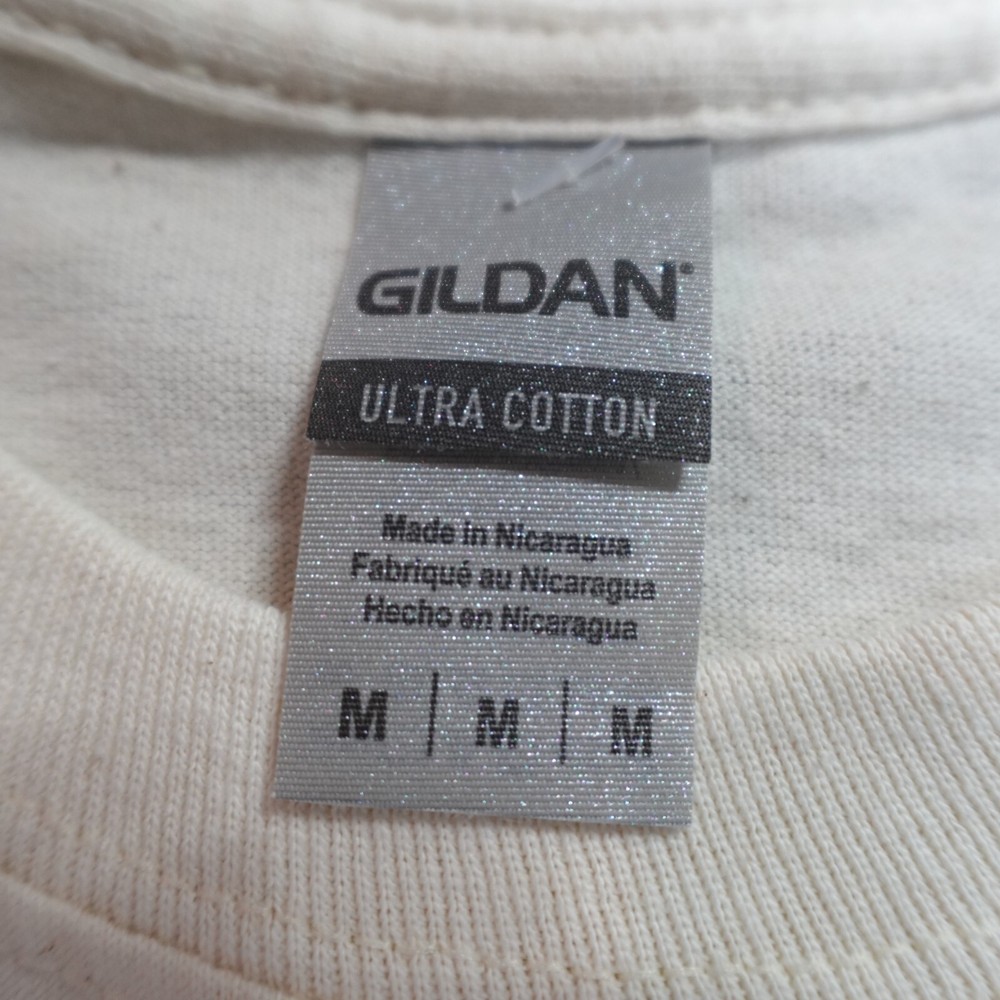 GILDAN®
ULTRA COTTON
Made in Nicaragua
Fabriqué au Nicaragua
Hecho en Nicaragua
M | M | M